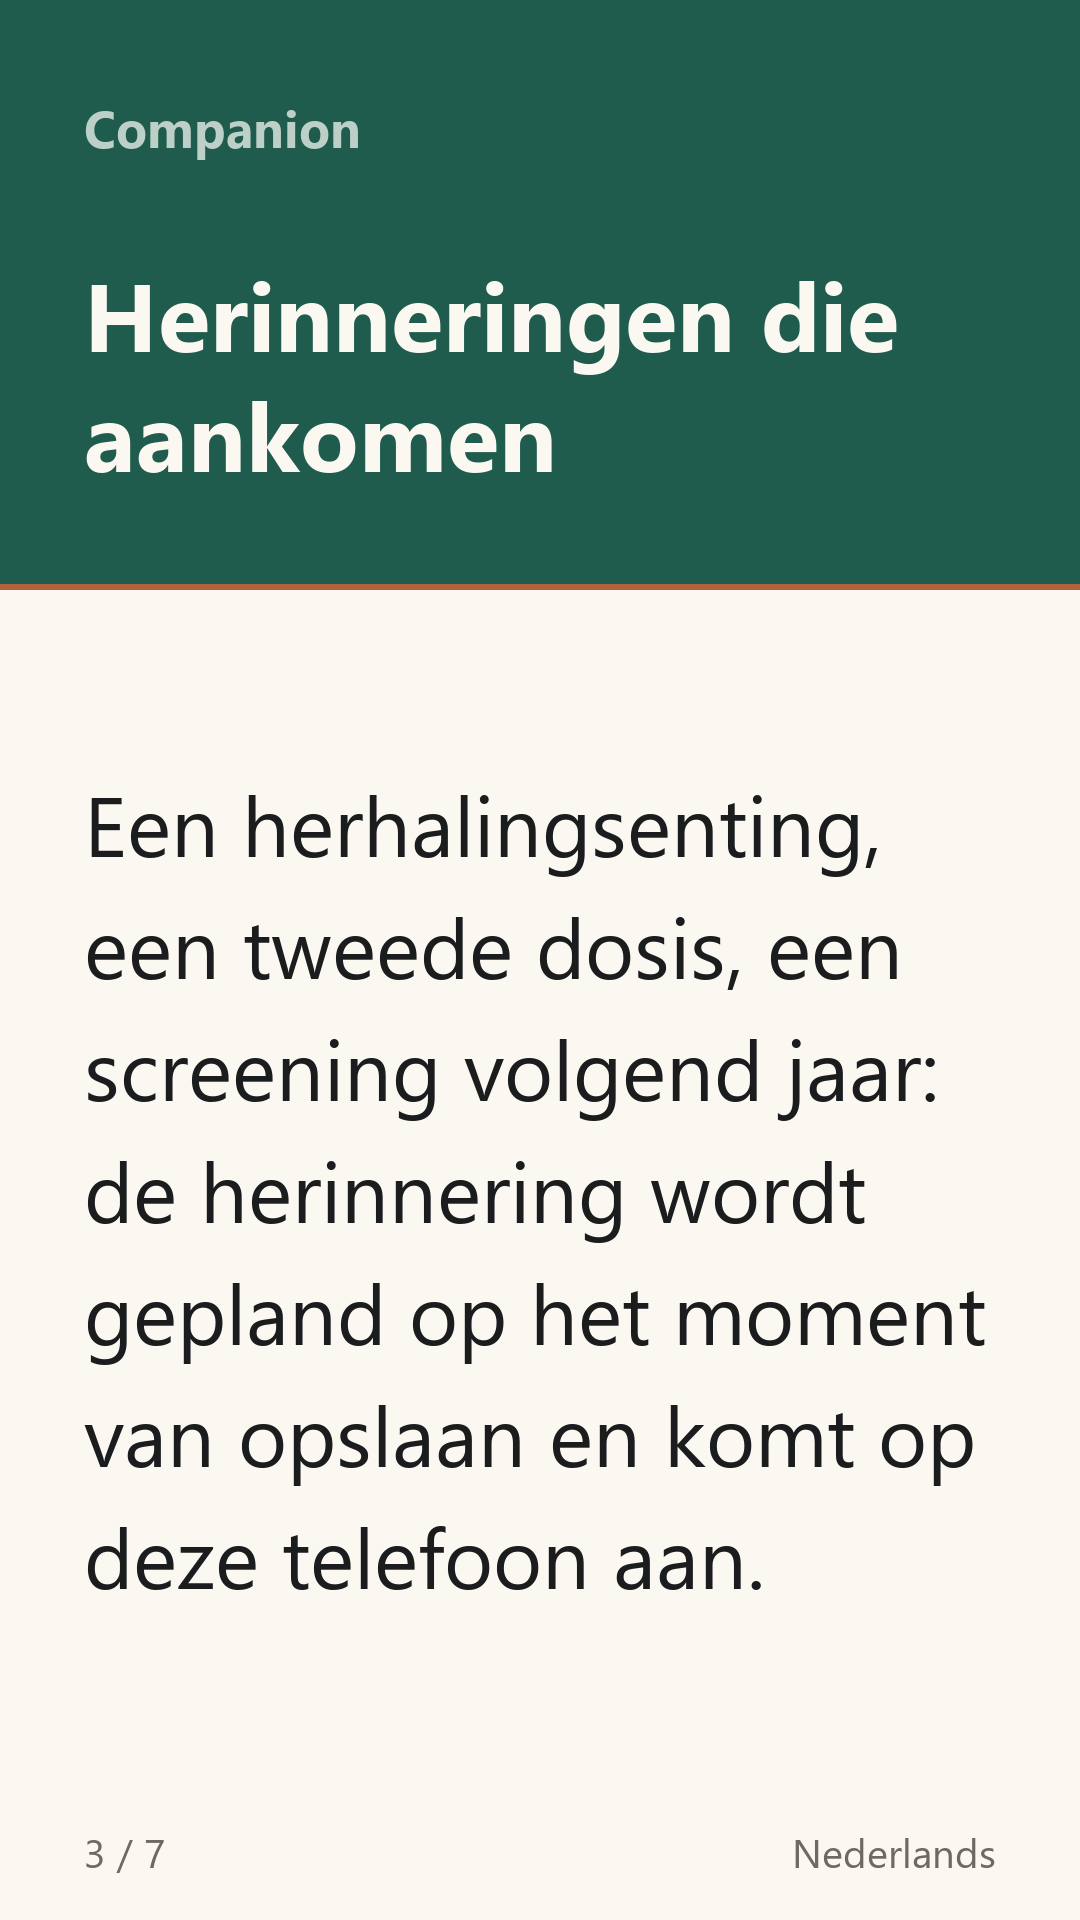 Companion
Herinneringen die
aankomen
Een herhalingsenting,
een tweede dosis, een
screening volgend jaar:
de herinnering wordt
gepland op het moment
van opslaan en komt op
deze telefoon aan.
3 / 7
Nederlands